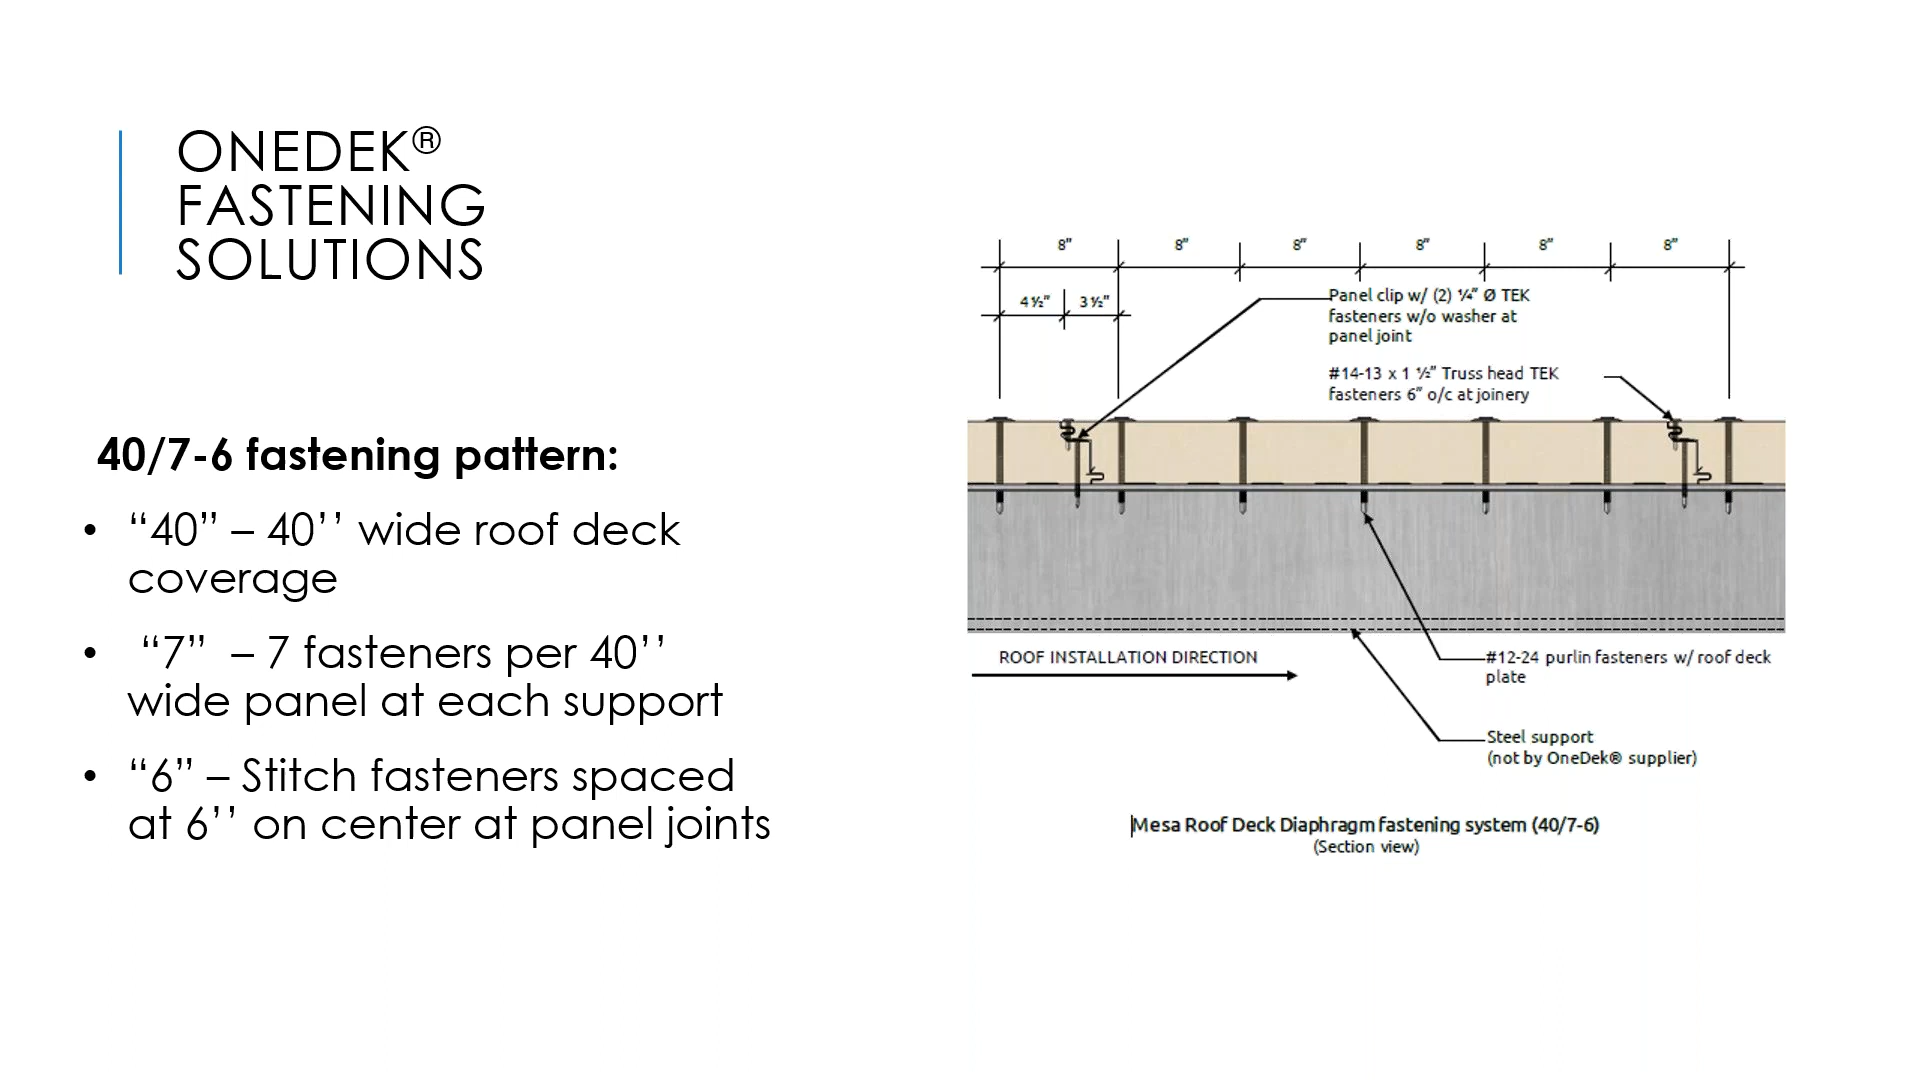 ONEDEK®
FASTENING
SOLUTIONS
40/7-6 fastening pattern:
• “40” – 40’’ wide roof deck
coverage
• “7” – 7 fasteners per 40’’
wide panel at each support
• “6” – Stitch fasteners spaced
at 6’’ on center at panel joints
8” 8” 8” 8” 8” 8”
4 ½” 3 ½”
Panel clip w/ (2) ¼” Ø TEK
fasteners w/o washer at
panel joint
#14-13 x 1 ½” Truss head TEK
fasteners 6” o/c at joinery
ROOF INSTALLATION DIRECTION
#12-24 purlin fasteners w/ roof deck
plate
Steel support
(not by OneDek® supplier)
Mesa Roof Deck Diaphragm fastening system (40/7-6)
(Section view)